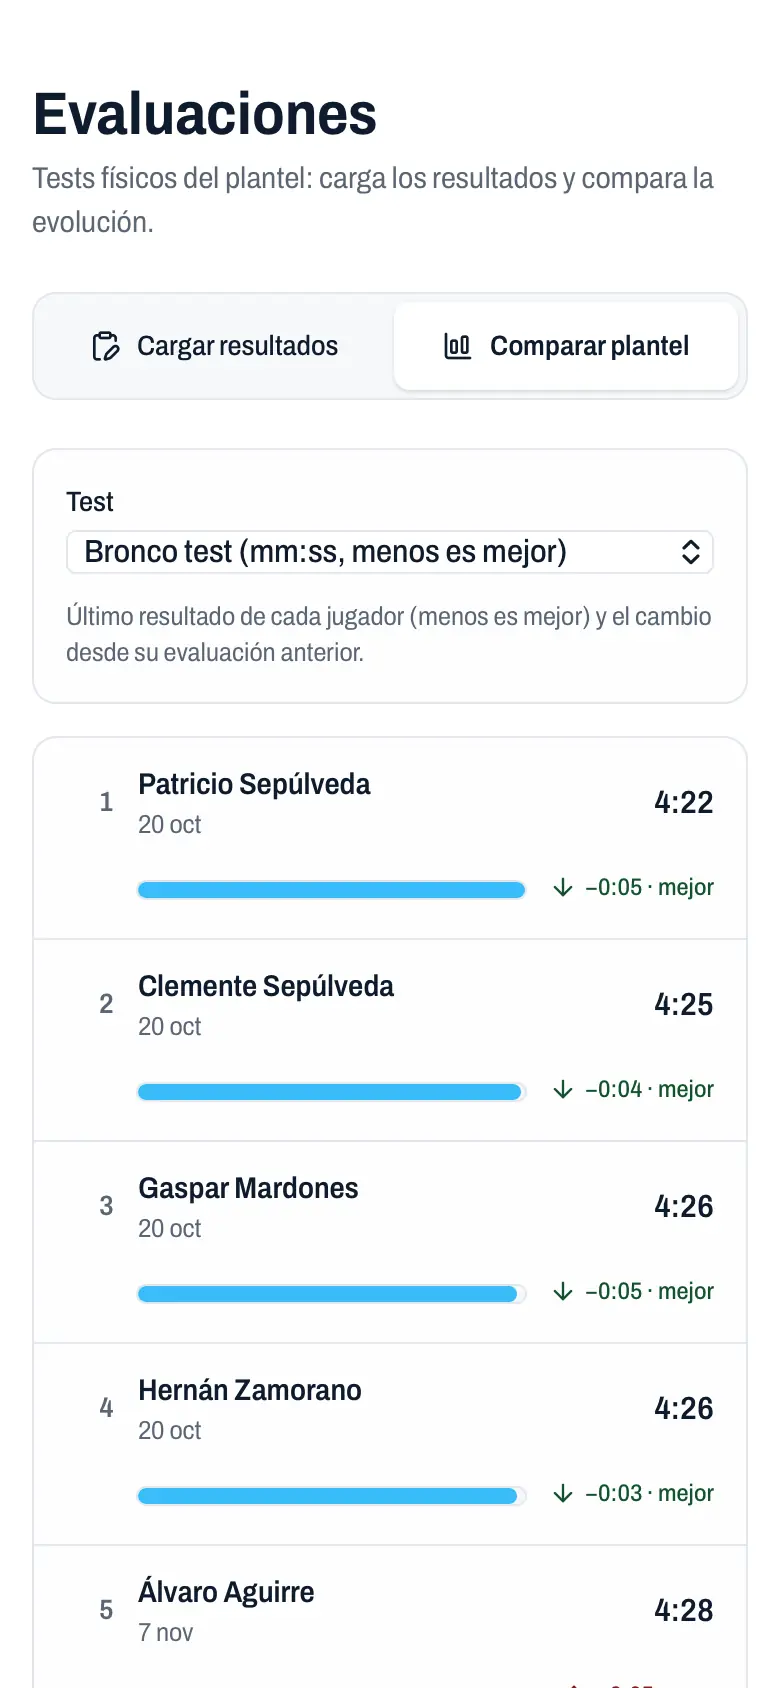 Evaluaciones
Tests físicos del plantel: carga los resultados y compara la
evolución.
Cargar resultados
Comparar plantel
Test
Bronco test (mm:ss, menos es mejor)
Último resultado de cada jugador (menos es mejor) y el cambio
desde su evaluación anterior.
1 Patricio Sepúlveda 4:22
20 oct
↓ −0:05 · mejor
2 Clemente Sepúlveda 4:25
20 oct
↓ −0:04 · mejor
3 Gaspar Mardones 4:26
20 oct
↓ −0:05 · mejor
4 Hernán Zamorano 4:26
20 oct
↓ −0:03 · mejor
5 Álvaro Aguirre 4:28
7 nov